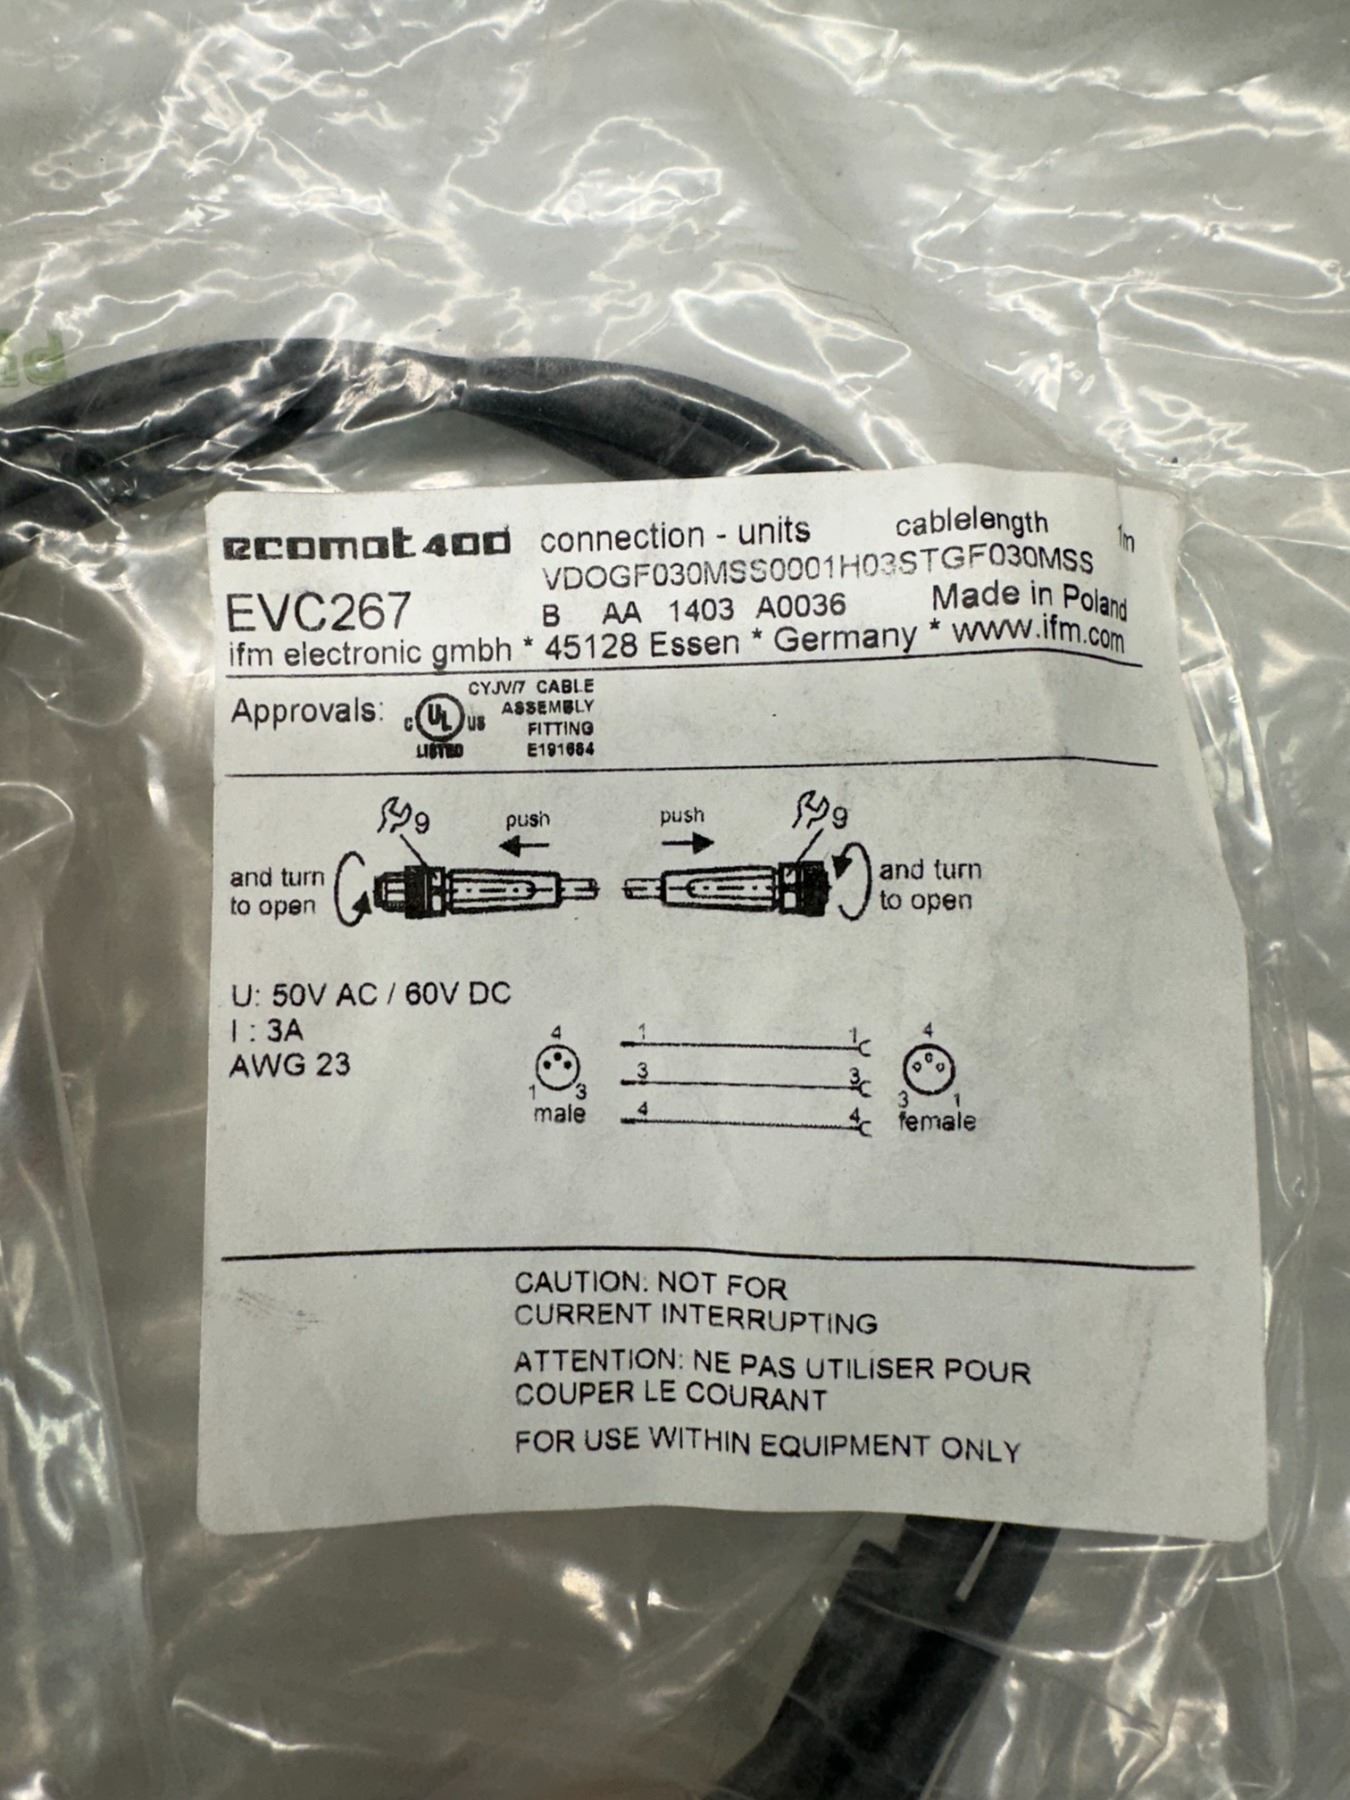 ecomat400 connection - units cablelength 1m
VDOGF030MSS0001H03STGF030MSS
EVC267 B AA 1403 A0036 Made in Poland
ifm electronic gmbh * 45128 Essen * Germany * www.ifm.com
Approvals: C UL US LISTED
CYJV/7 CABLE
ASSEMBLY
FITTING
E191684
9 push push 9
and turn
to open
and turn
to open
U: 50V AC / 60V DC
I : 3A
AWG 23
4 1 1 4
3 3
1 3 4 4 3 1
male female
CAUTION: NOT FOR
CURRENT INTERRUPTING
ATTENTION: NE PAS UTILISER POUR
COUPER LE COURANT
FOR USE WITHIN EQUIPMENT ONLY